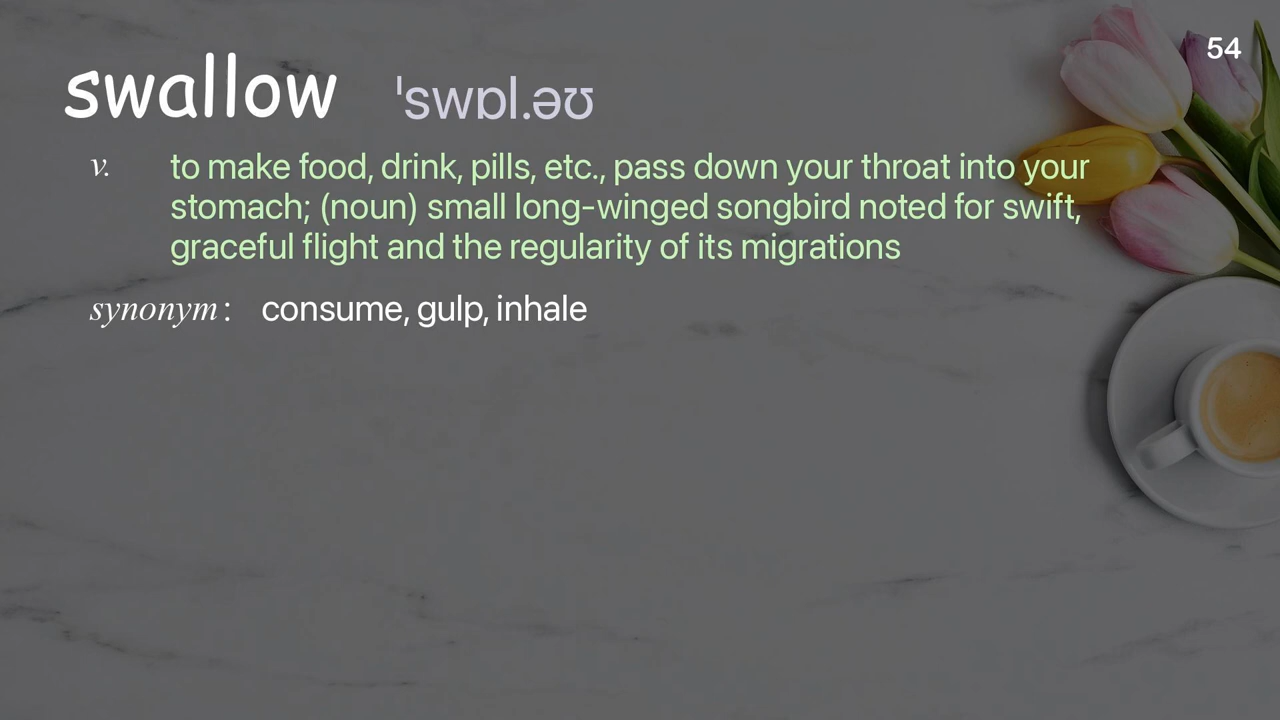 54
swallow ˈswɒl.əʊ
v. to make food, drink, pills, etc., pass down your throat into your
stomach; (noun) small long-winged songbird noted for swift,
graceful flight and the regularity of its migrations
synonym: consume, gulp, inhale